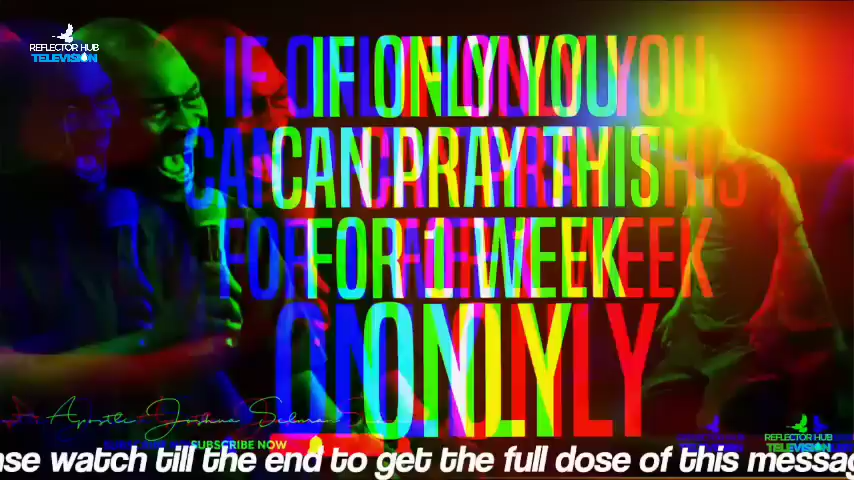 REFLECTOR HUB
TELEVISION
IF ONLY YOU
CAN PRAY THIS
FOR 1 WEEK
ONLY
Apostle Joshua Selman
SUBSCRIBE NOW
REFLECTOR HUB
TELEVISION
ase watch till the end to get the full dose of this messag